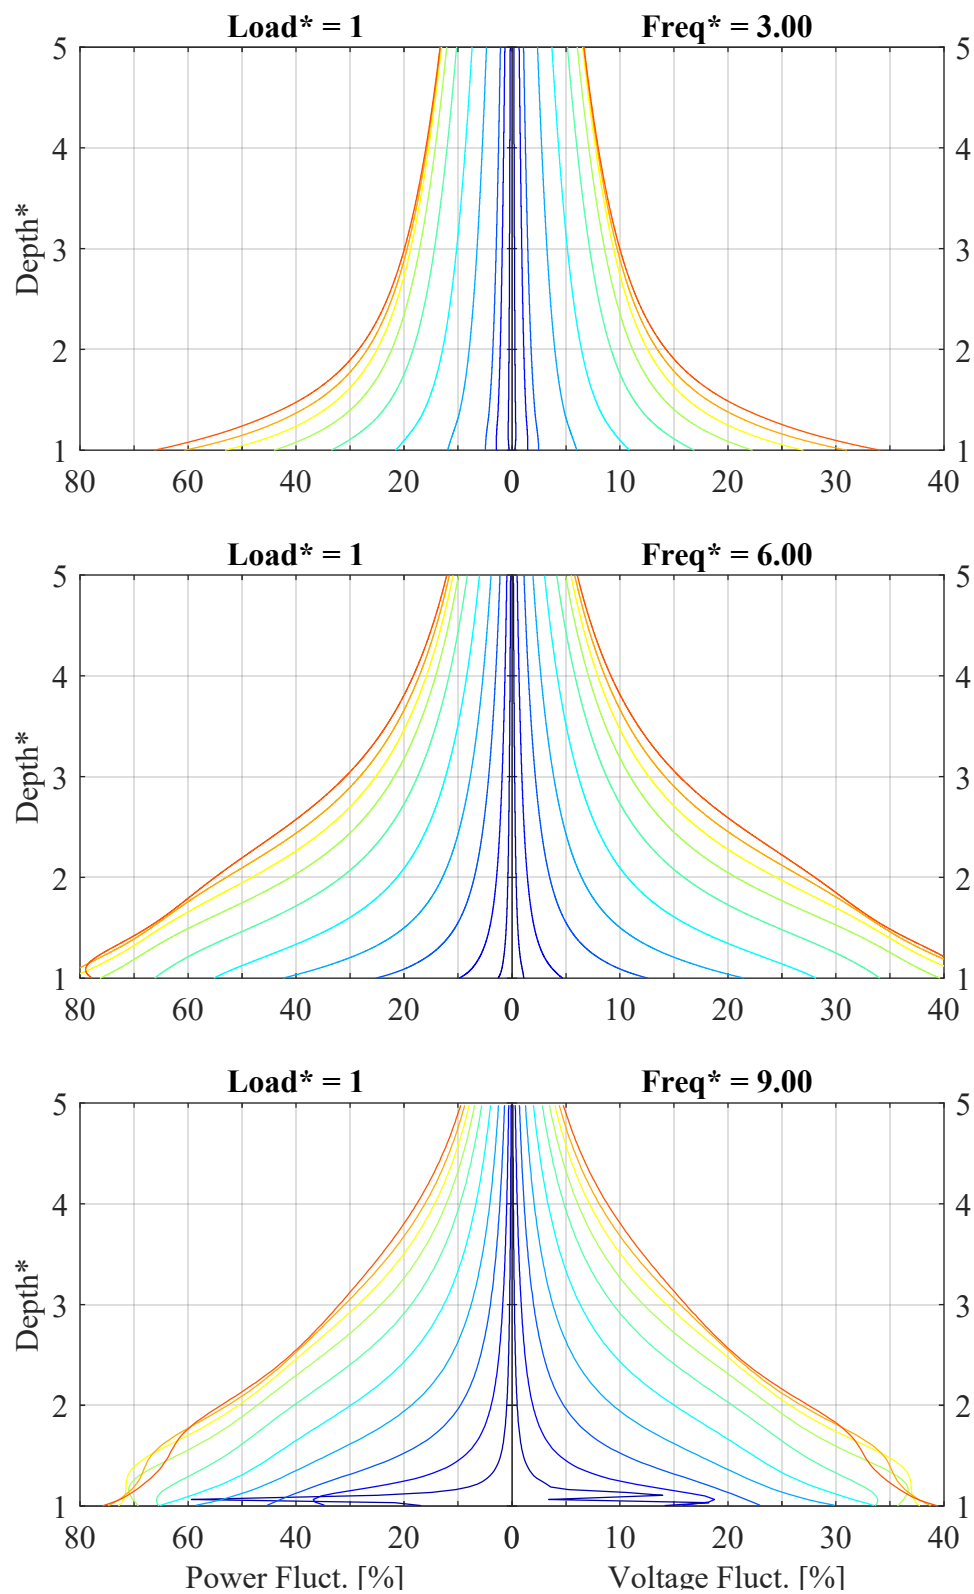 Load* = 1 Freq* = 3.00
5 5
4 4
Depth*
3 3
2 2
1 1
80 60 40 20 0 10 20 30 40
Load* = 1 Freq* = 6.00
5 5
4 4
Depth*
3 3
2 2
1 1
80 60 40 20 0 10 20 30 40
Load* = 1 Freq* = 9.00
5 5
4 4
Depth*
3 3
2 2
1 1
80 60 40 20 0 10 20 30 40
Power Fluct. [%] Voltage Fluct. [%]